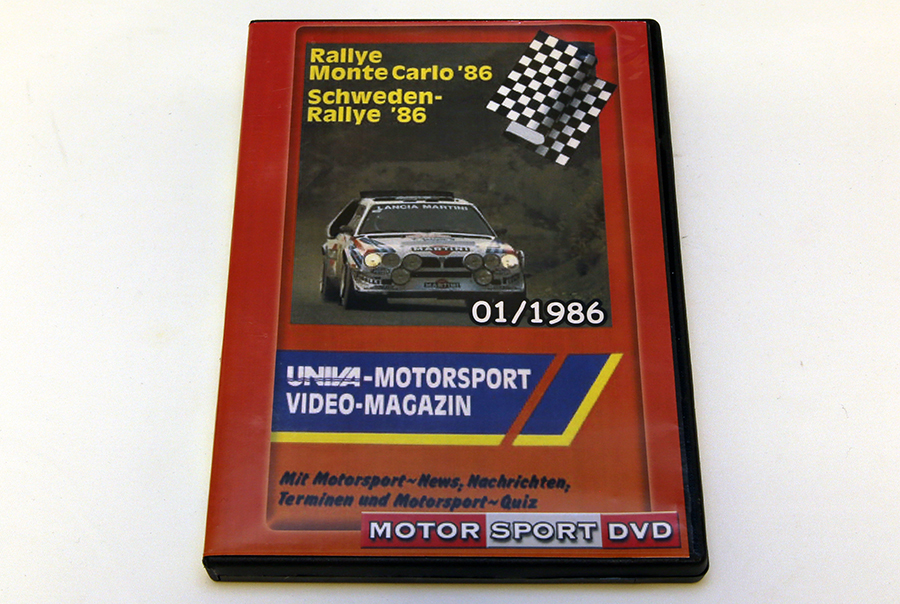 Rallye
Monte Carlo '86
Schweden-
Rallye '86
LANCIA MARTINI
MARTINI
MARTINI
01/1986
UNIVA-MOTORSPORT
VIDEO-MAGAZIN
Mit Motorsport~News, Nachrichten,
Terminen und Motorsport~Quiz
MOTOR SPORT DVD